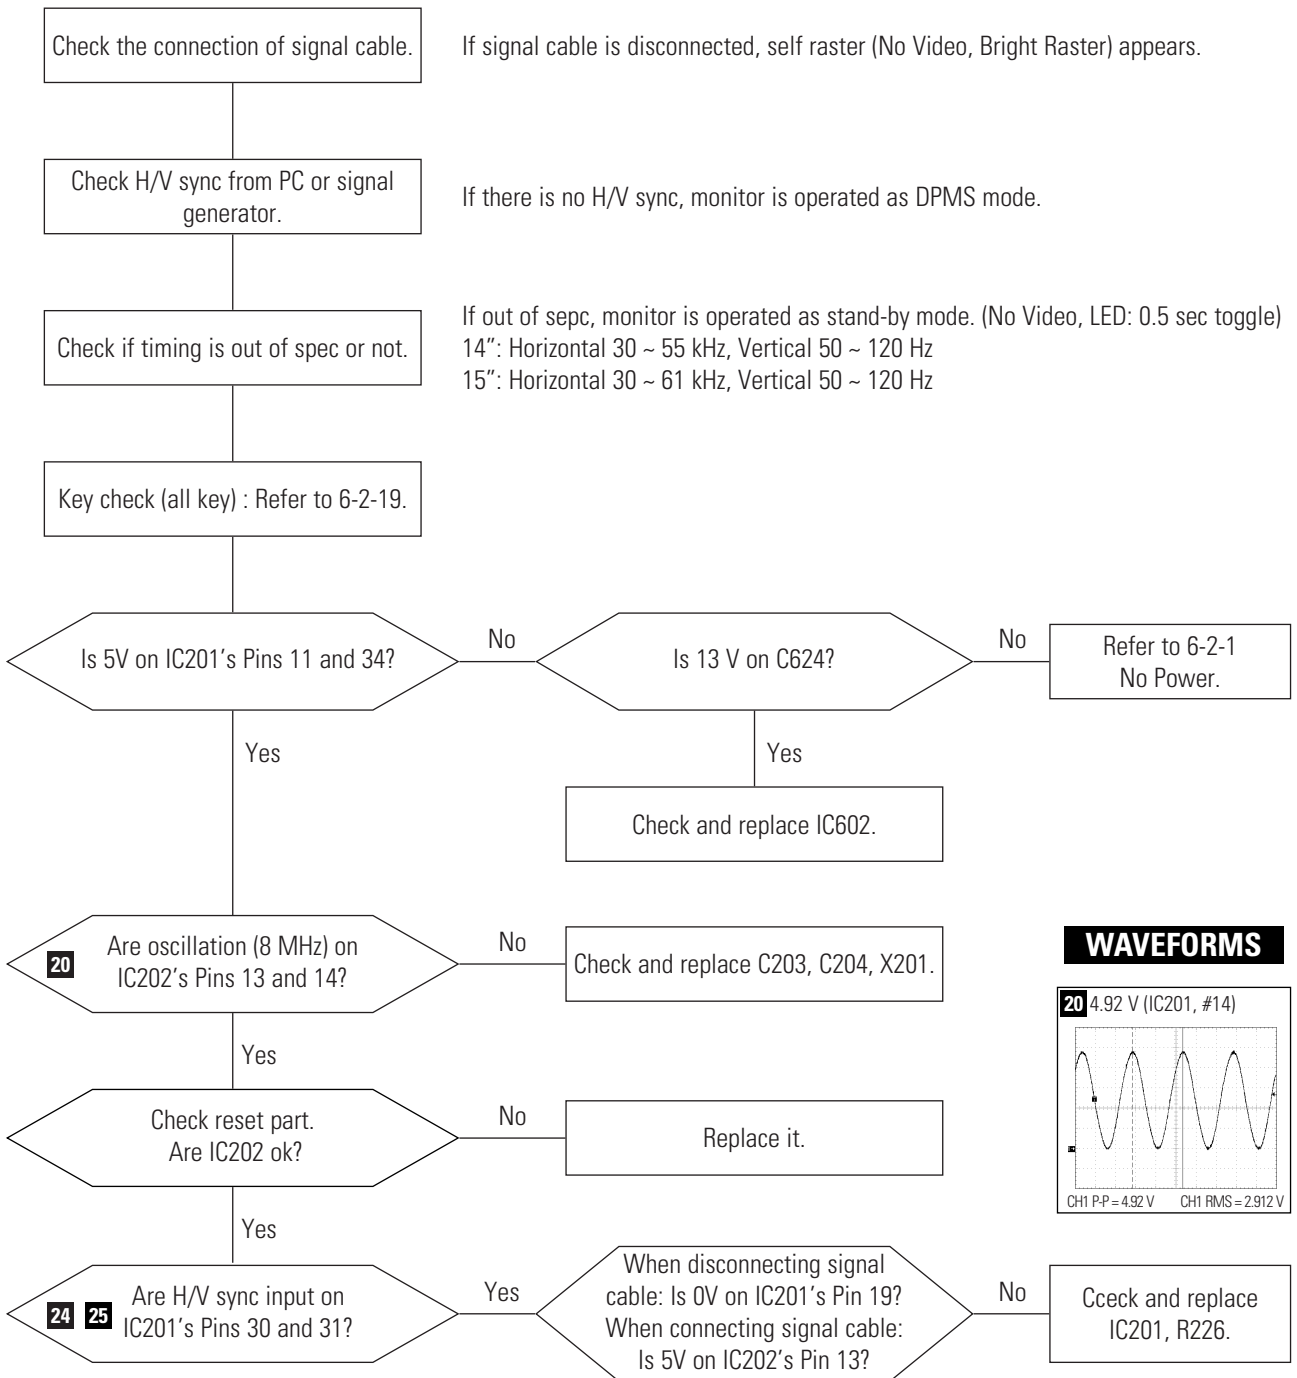 Check the connection of signal cable.
If signal cable is disconnected, self raster (No Video, Bright Raster) appears.
Check H/V sync from PC or signal
generator.
If there is no H/V sync, monitor is operated as DPMS mode.
Check if timing is out of spec or not.
If out of sepc, monitor is operated as stand-by mode. (No Video, LED: 0.5 sec toggle)
14”: Horizontal 30 ~ 55 kHz, Vertical 50 ~ 120 Hz
15”: Horizontal 30 ~ 61 kHz, Vertical 50 ~ 120 Hz
Key check (all key) : Refer to 6-2-19.
Is 5V on IC201’s Pins 11 and 34?
No
Is 13 V on C624?
No
Refer to 6-2-1
No Power.
Yes
Yes
Check and replace IC602.
20
Are oscillation (8 MHz) on
IC202’s Pins 13 and 14?
No
Check and replace C203, C204, X201.
WAVEFORMS
20 4.92 V (IC201, #14)
CH1 P-P = 4.92 V CH1 RMS = 2.912 V
Yes
Check reset part.
Are IC202 ok?
No
Replace it.
Yes
24 25
Are H/V sync input on
IC201’s Pins 30 and 31?
Yes
When disconnecting signal
cable: Is 0V on IC201’s Pin 19?
When connecting signal cable:
Is 5V on IC202’s Pin 13?
No
Cceck and replace
IC201, R226.